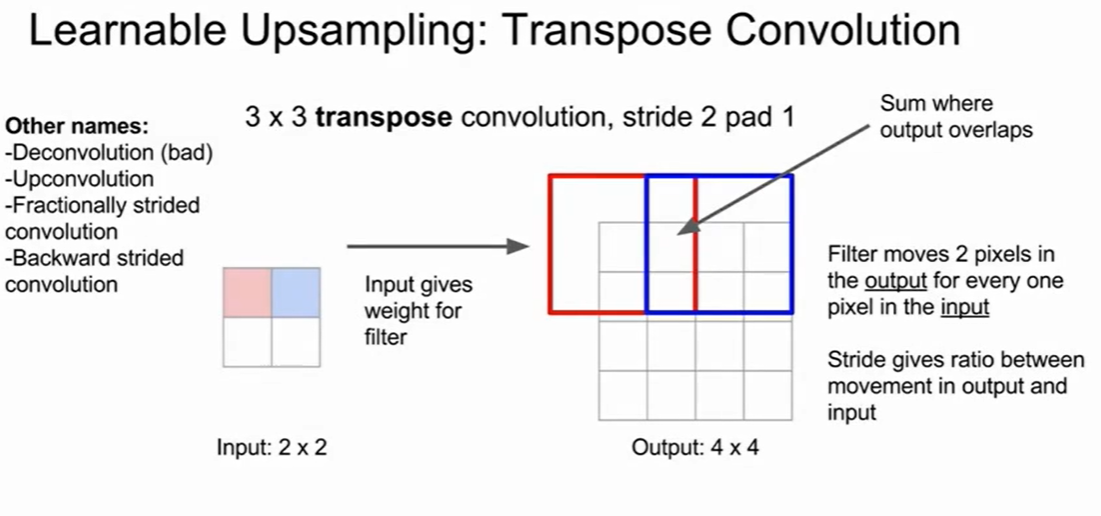 Learnable Upsampling: Transpose Convolution
Other names:
-Deconvolution (bad)
-Upconvolution
-Fractionally strided
convolution
-Backward strided
convolution
3 x 3 transpose convolution, stride 2 pad 1
Sum where
output overlaps
Input gives
weight for
filter
Filter moves 2 pixels in
the output for every one
pixel in the input
Stride gives ratio between
movement in output and
input
Input: 2 x 2
Output: 4 x 4